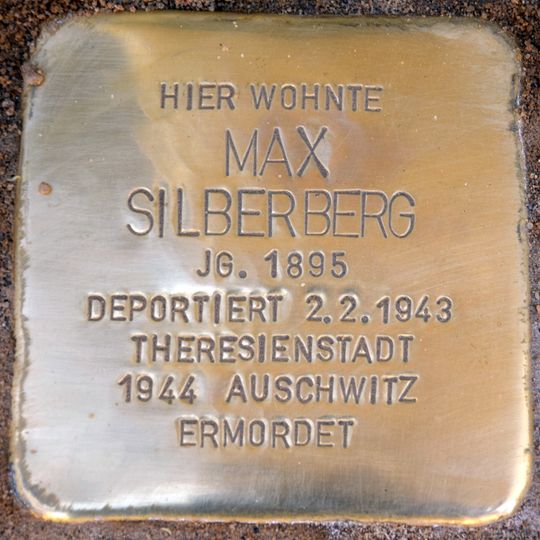 HIER WOHNTE
MAX
SILBERBERG
JG. 1895
DEPORTIERT 2.2.1943
THERESIENSTADT
1944 AUSCHWITZ
ERMORDET